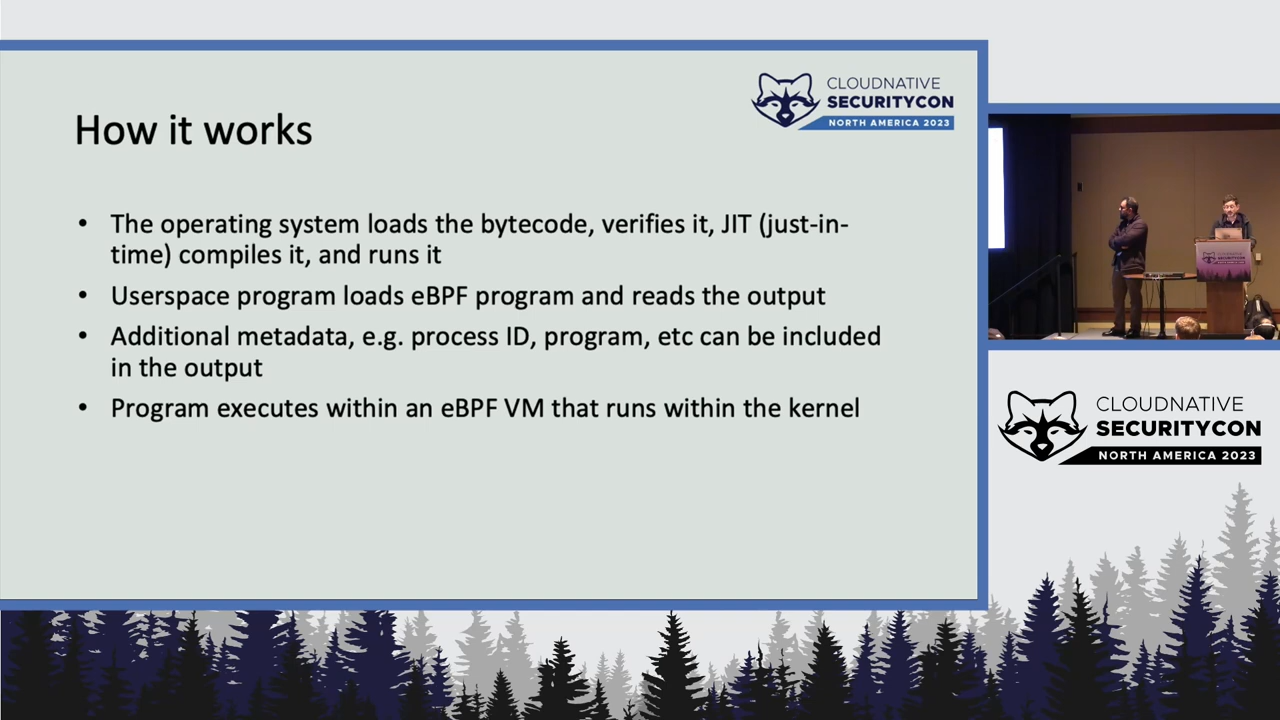 CLOUDNATIVE
SECURITYCON
NORTH AMERICA 2023
How it works
• The operating system loads the bytecode, verifies it, JIT (just-in-
time) compiles it, and runs it
• Userspace program loads eBPF program and reads the output
• Additional metadata, e.g. process ID, program, etc can be included
in the output
• Program executes within an eBPF VM that runs within the kernel
CLOUDNATIVE
SECURITYCON
CLOUDNATIVE
SECURITYCON
NORTH AMERICA 2023